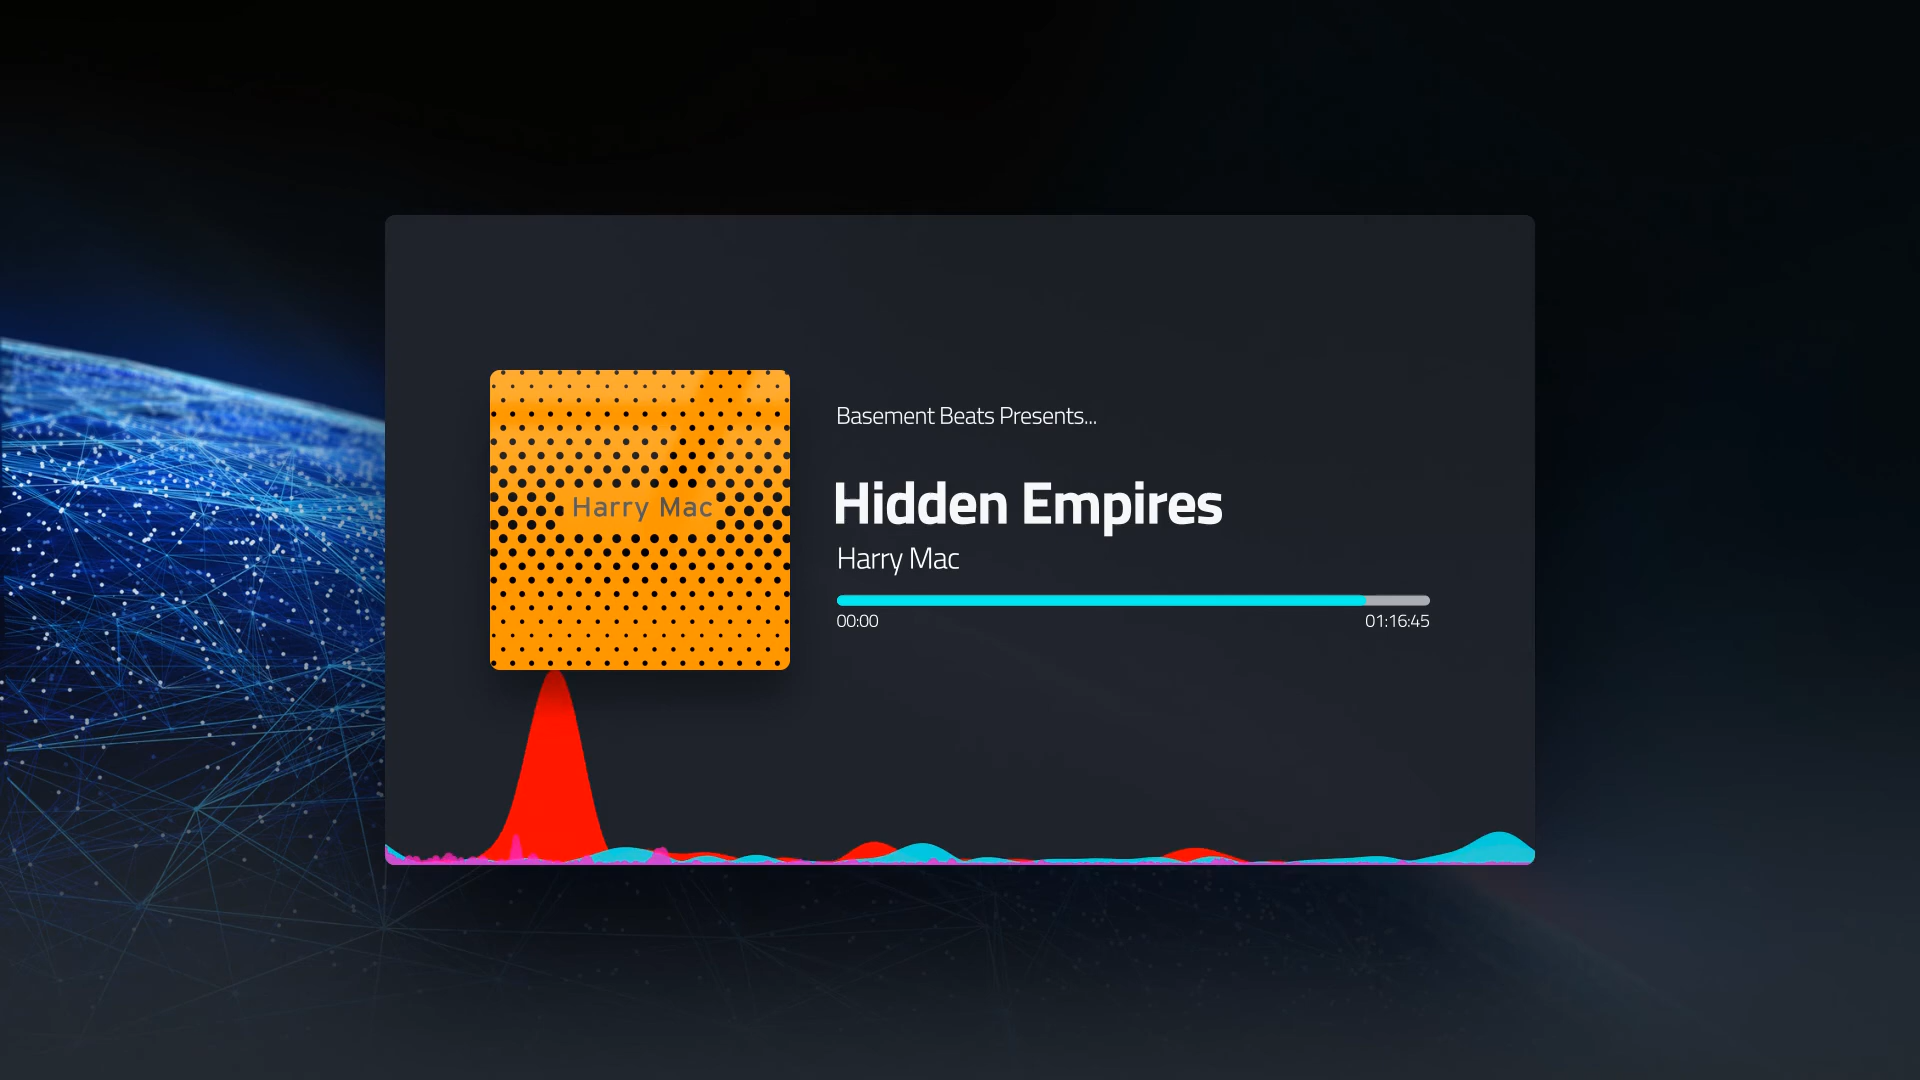 Harry Mac
Basement Beats Presents...
Hidden Empires
Harry Mac
00:00
01:16:45